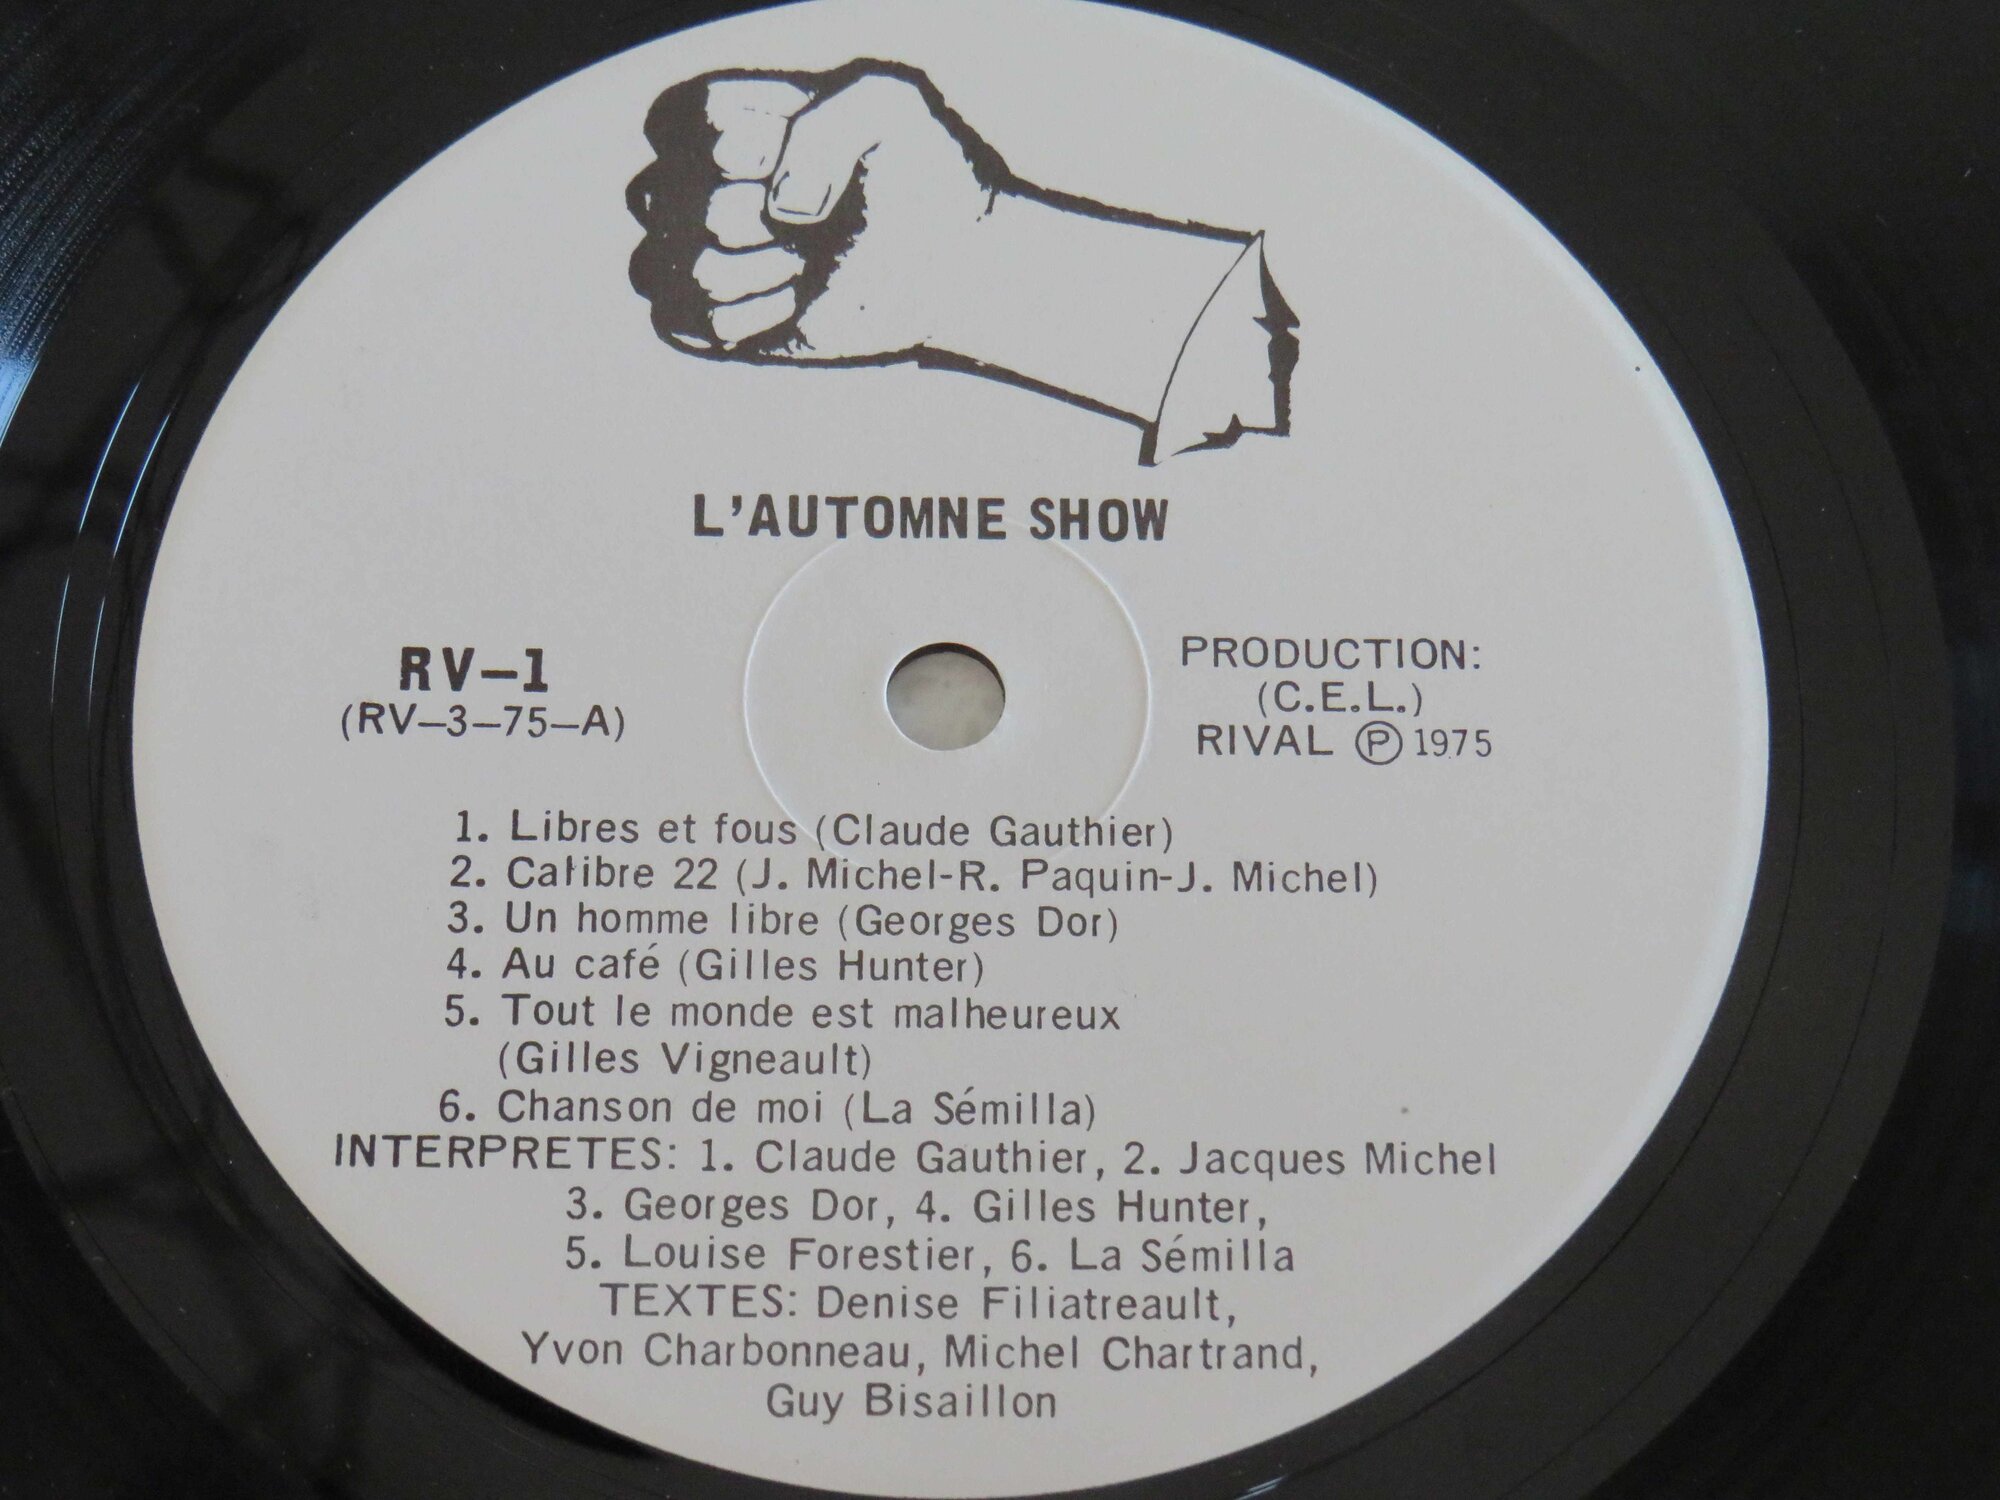 L'AUTOMNE SHOW
RV-1
(RV-3-75-A)
PRODUCTION:
(C.E.L.)
RIVAL Ⓟ 1975
1. Libres et fous (Claude Gauthier)
2. Calibre 22 (J. Michel-R. Paquin-J. Michel)
3. Un homme libre (Georges Dor)
4. Au café (Gilles Hunter)
5. Tout le monde est malheureux
(Gilles Vigneault)
6. Chanson de moi (La Sémilla)
INTERPRETES: 1. Claude Gauthier, 2. Jacques Michel
3. Georges Dor, 4. Gilles Hunter,
5. Louise Forestier, 6. La Sémilla
TEXTES: Denise Filiatreault,
Yvon Charbonneau, Michel Chartrand,
Guy Bisaillon